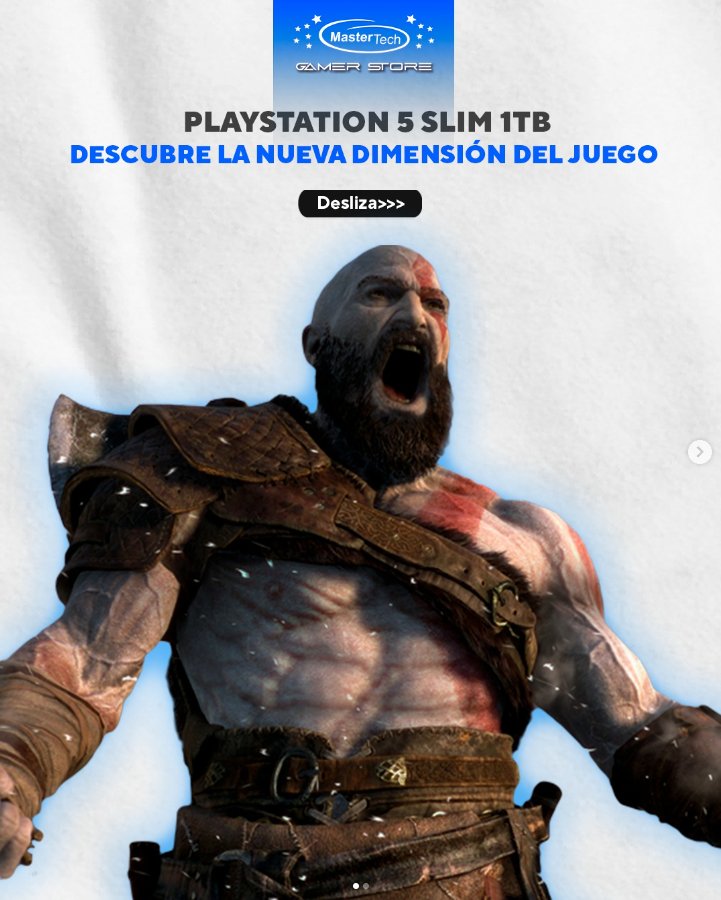 MasterTech
GAMER STORE
PLAYSTATION 5 SLIM 1TB
DESCUBRE LA NUEVA DIMENSIÓN DEL JUEGO
Desliza>>>